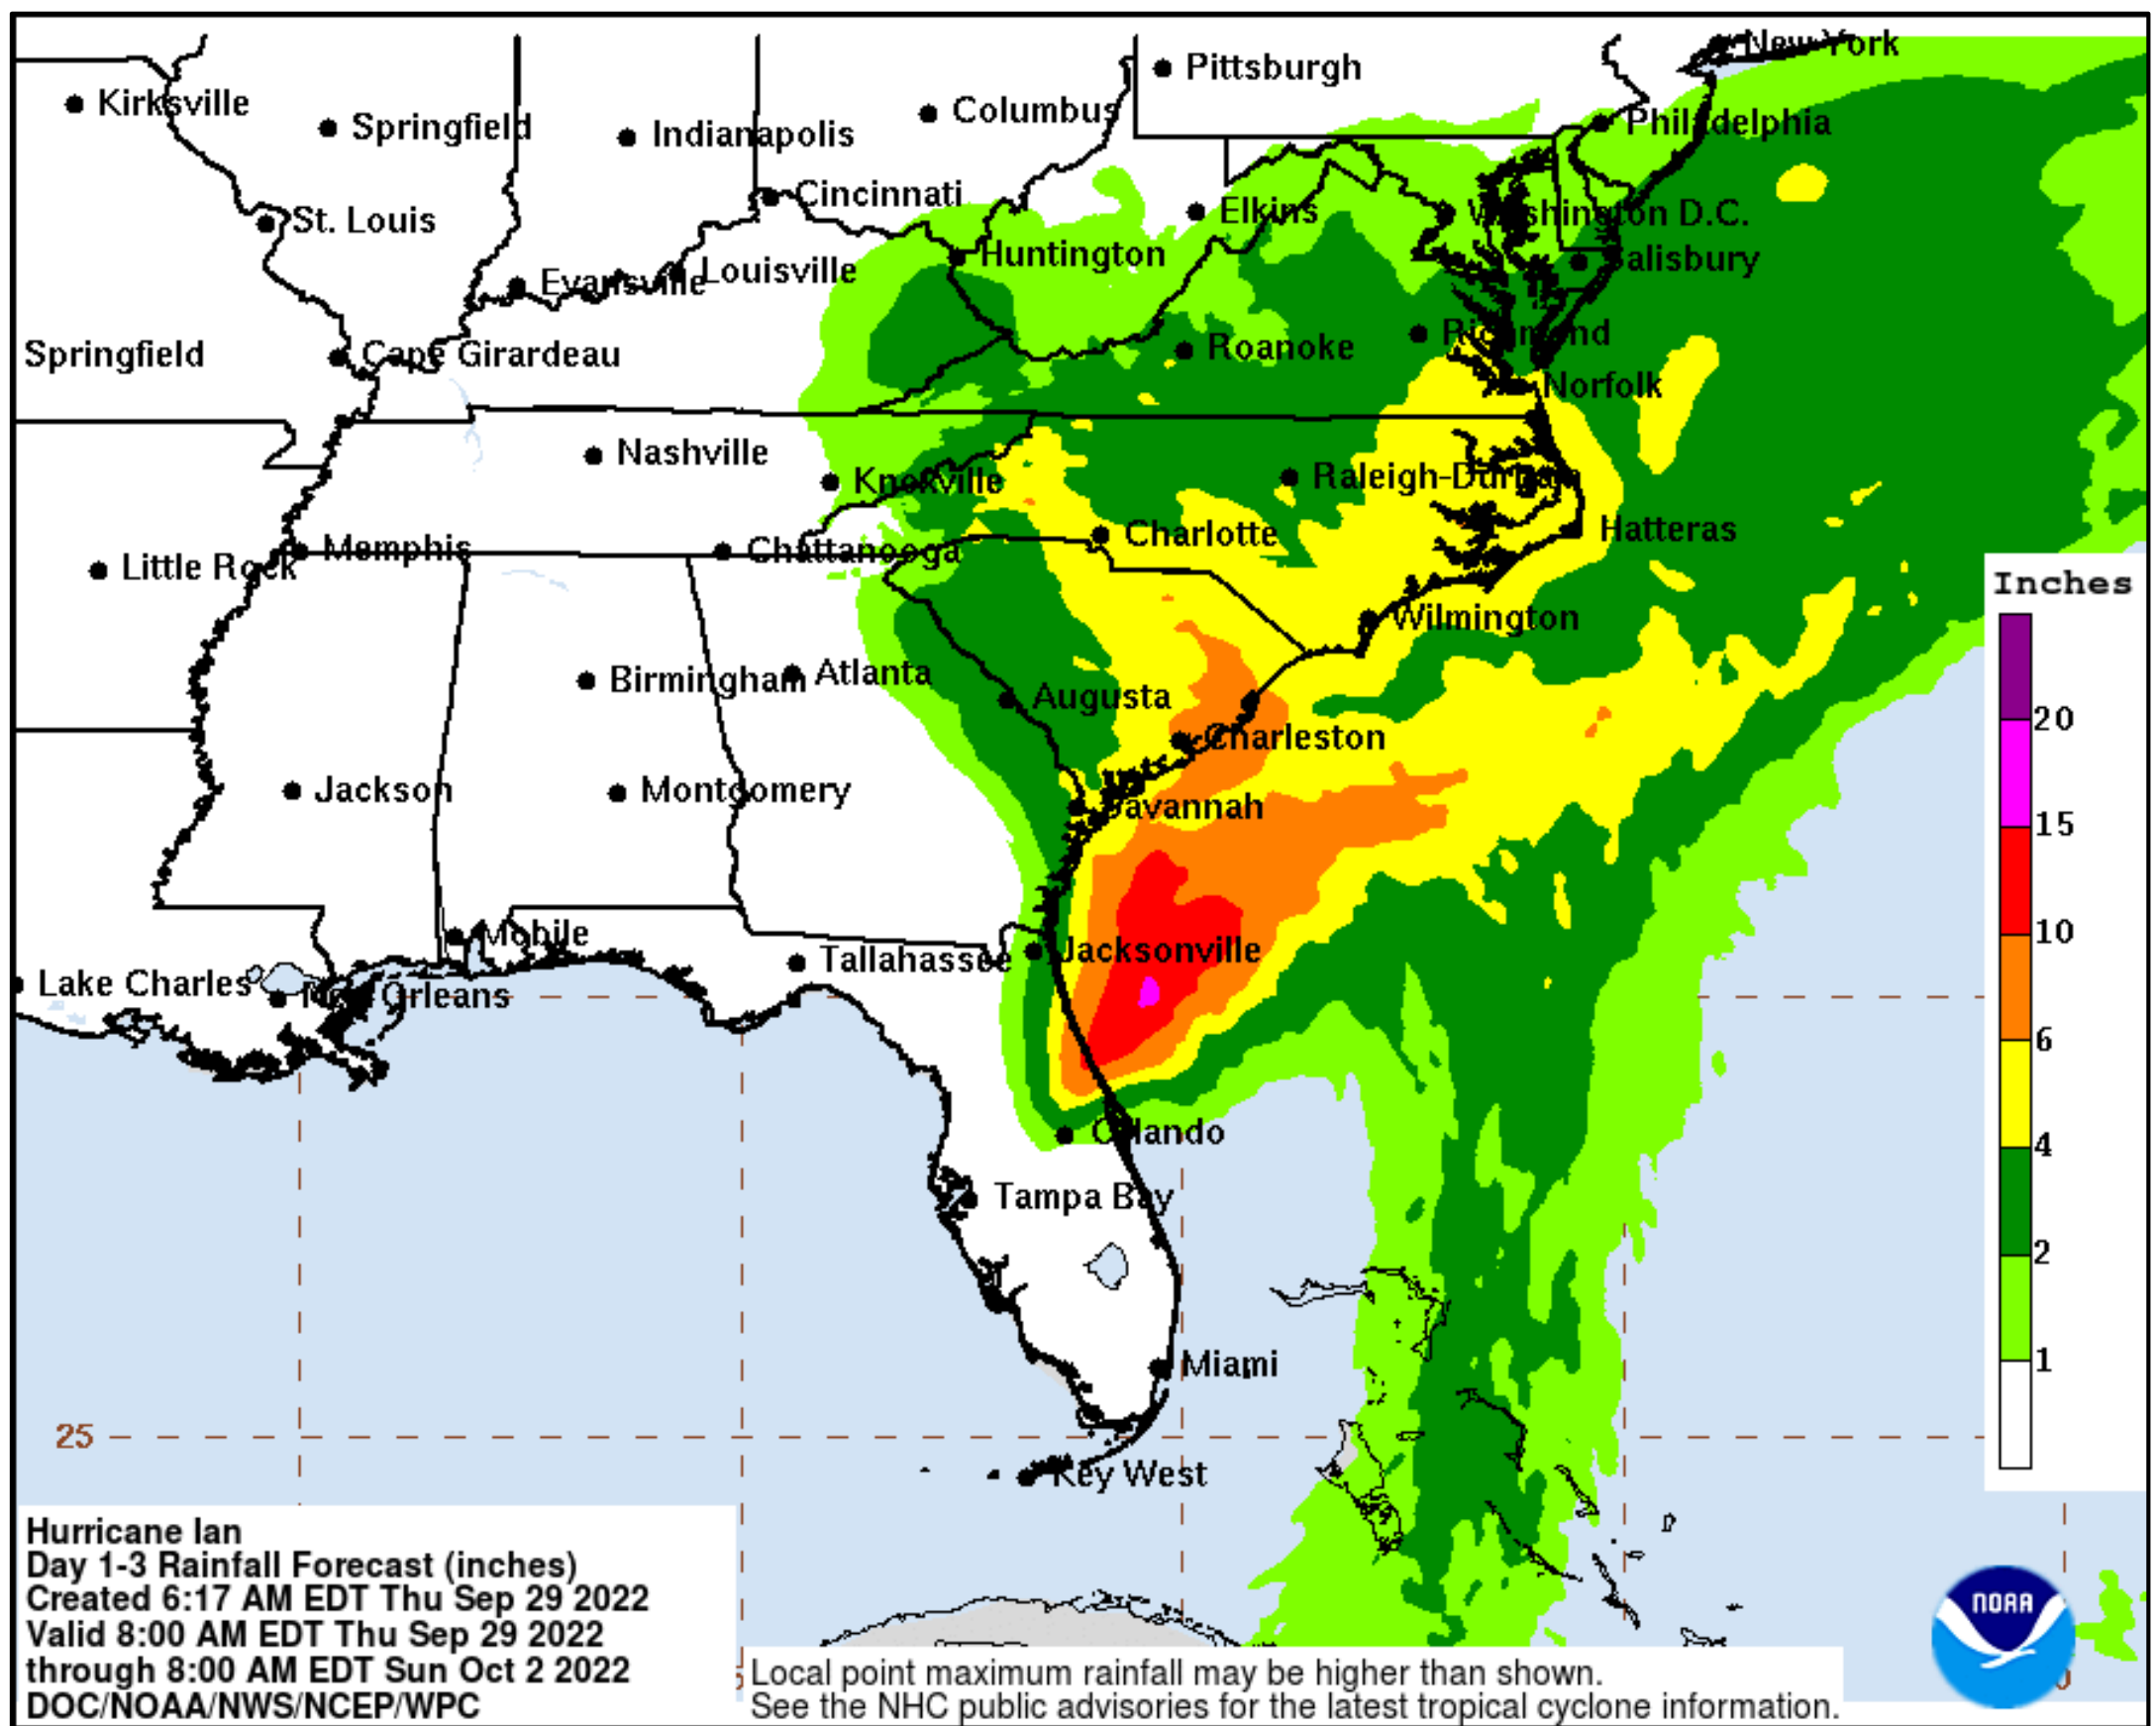 New York
Pittsburgh
Kirksville
Columbus
Springfield
Philadelphia
Indianapolis
Cincinnati
Elkins
Washington D.C.
St. Louis
Huntington
Salisbury
Louisville
Evansville
Richmond
Roanoke
Springfield
Cape Girardeau
Norfolk
Nashville
Raleigh-Durham
Knoxville
Hatteras
Charlotte
Memphis
Chattanooga
Little Rock
Inches
Wilmington
Birmingham
Atlanta
Augusta
20
Charleston
Jackson
Montgomery
Savannah
15
Mobile
10
Jacksonville
Tallahassee
Lake Charles
New Orleans
6
Orlando
4
Tampa Bay
2
Miami
1
25
Key West
Hurricane Ian
Day 1-3 Rainfall Forecast (inches)
Created 6:17 AM EDT Thu Sep 29 2022
Valid 8:00 AM EDT Thu Sep 29 2022
through 8:00 AM EDT Sun Oct 2 2022
DOC/NOAA/NWS/NCEP/WPC
NOAA
Local point maximum rainfall may be higher than shown.
See the NHC public advisories for the latest tropical cyclone information.